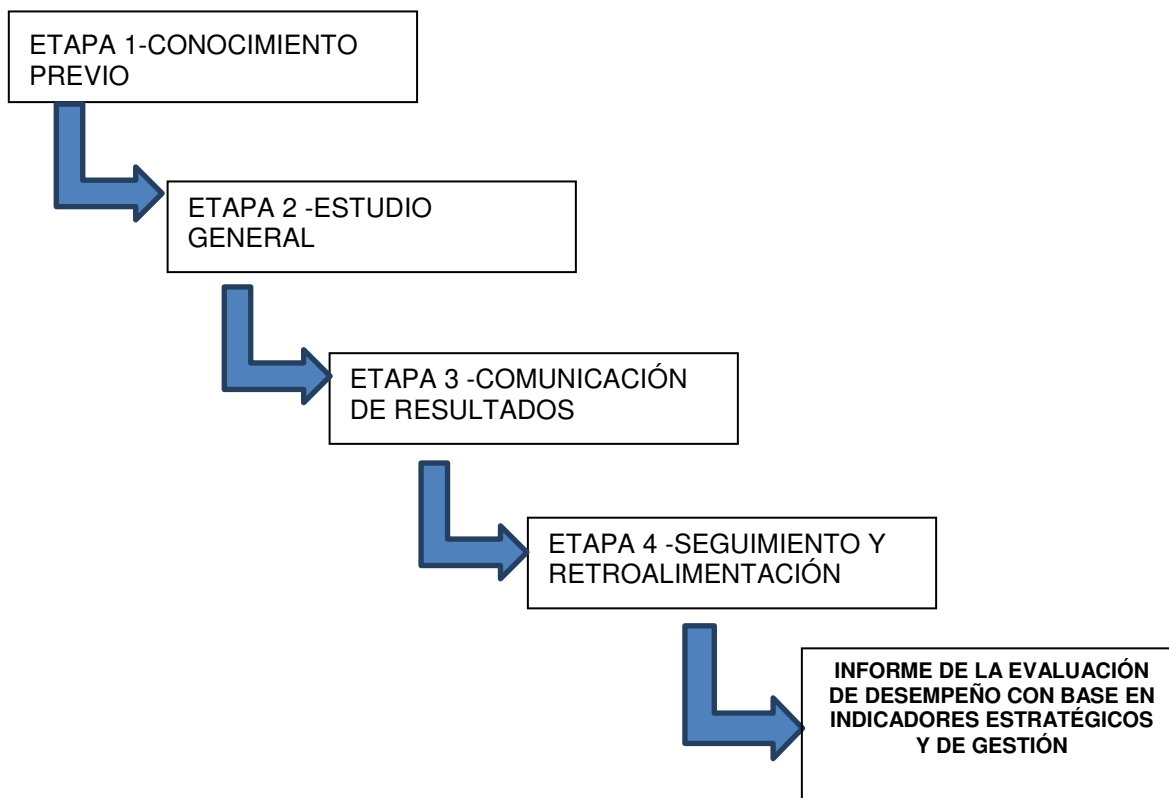 ETAPA 1-CONOCIMIENTO
PREVIO
ETAPA 2 -ESTUDIO
GENERAL
ETAPA 3 -COMUNICACIÓN
DE RESULTADOS
ETAPA 4 -SEGUIMIENTO Y
RETROALIMENTACIÓN
INFORME DE LA EVALUACIÓN
DE DESEMPEÑO CON BASE EN
INDICADORES ESTRATÉGICOS
Y DE GESTIÓN